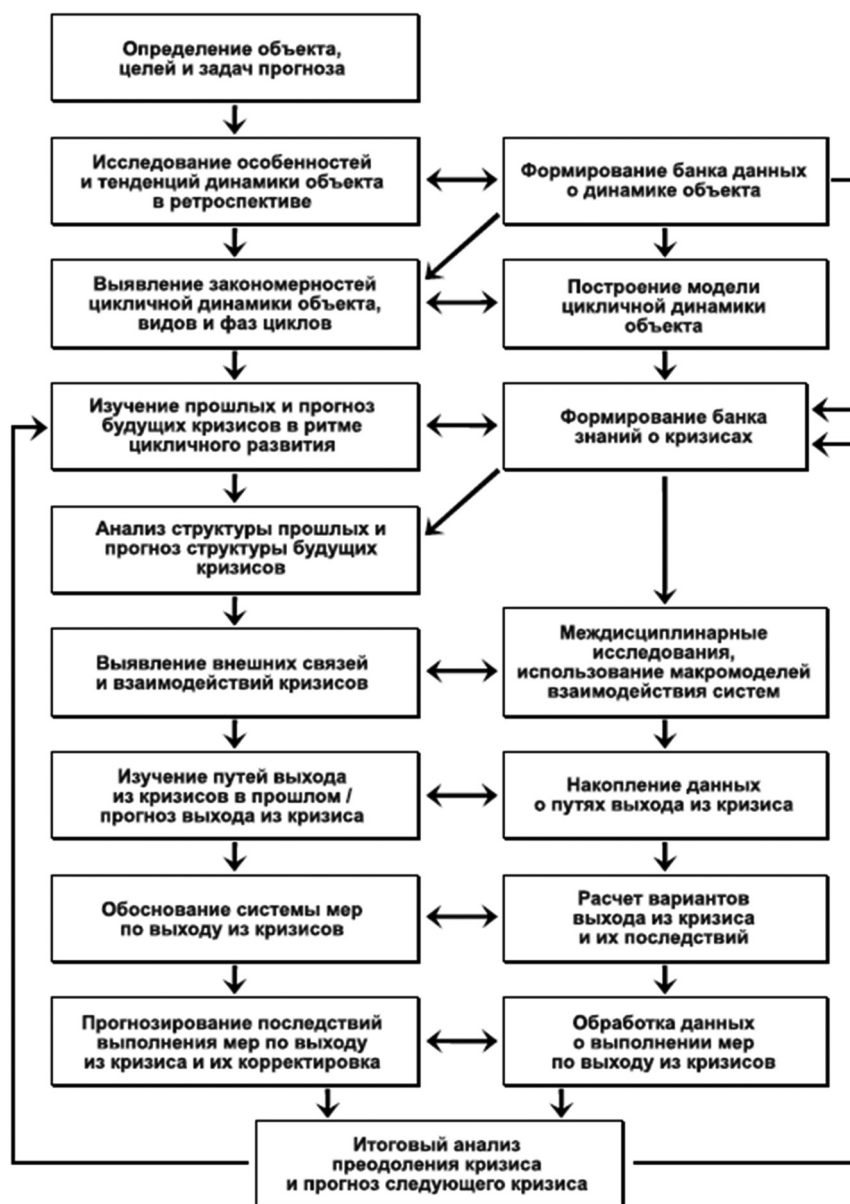 Определение объекта,
целей и задач прогноза
Исследование особенностей
и тенденций динамики объекта
в ретроспективе
Формирование банка данных
о динамике объекта
Выявление закономерностей
цикличной динамики объекта,
видов и фаз циклов
Построение модели
цикличной динамики
объекта
Изучение прошлых и прогноз
будущих кризисов в ритме
цикличного развития
Формирование банка
знаний о кризисах
Анализ структуры прошлых и
прогноз структуры будущих
кризисов
Выявление внешних связей
и взаимодействий кризисов
Междисциплинарные
исследования,
использование макромоделей
взаимодействия систем
Изучение путей выхода
из кризисов в прошлом /
прогноз выхода из кризиса
Накопление данных
о путях выхода из кризиса
Обоснование системы мер
по выходу из кризисов
Расчет вариантов
выхода из кризиса
и их последствий
Прогнозирование последствий
выполнения мер по выходу
из кризиса и их корректировка
Обработка данных
о выполнении мер
по выходу из кризисов
Итоговый анализ
преодоления кризиса
и прогноз следующего кризиса